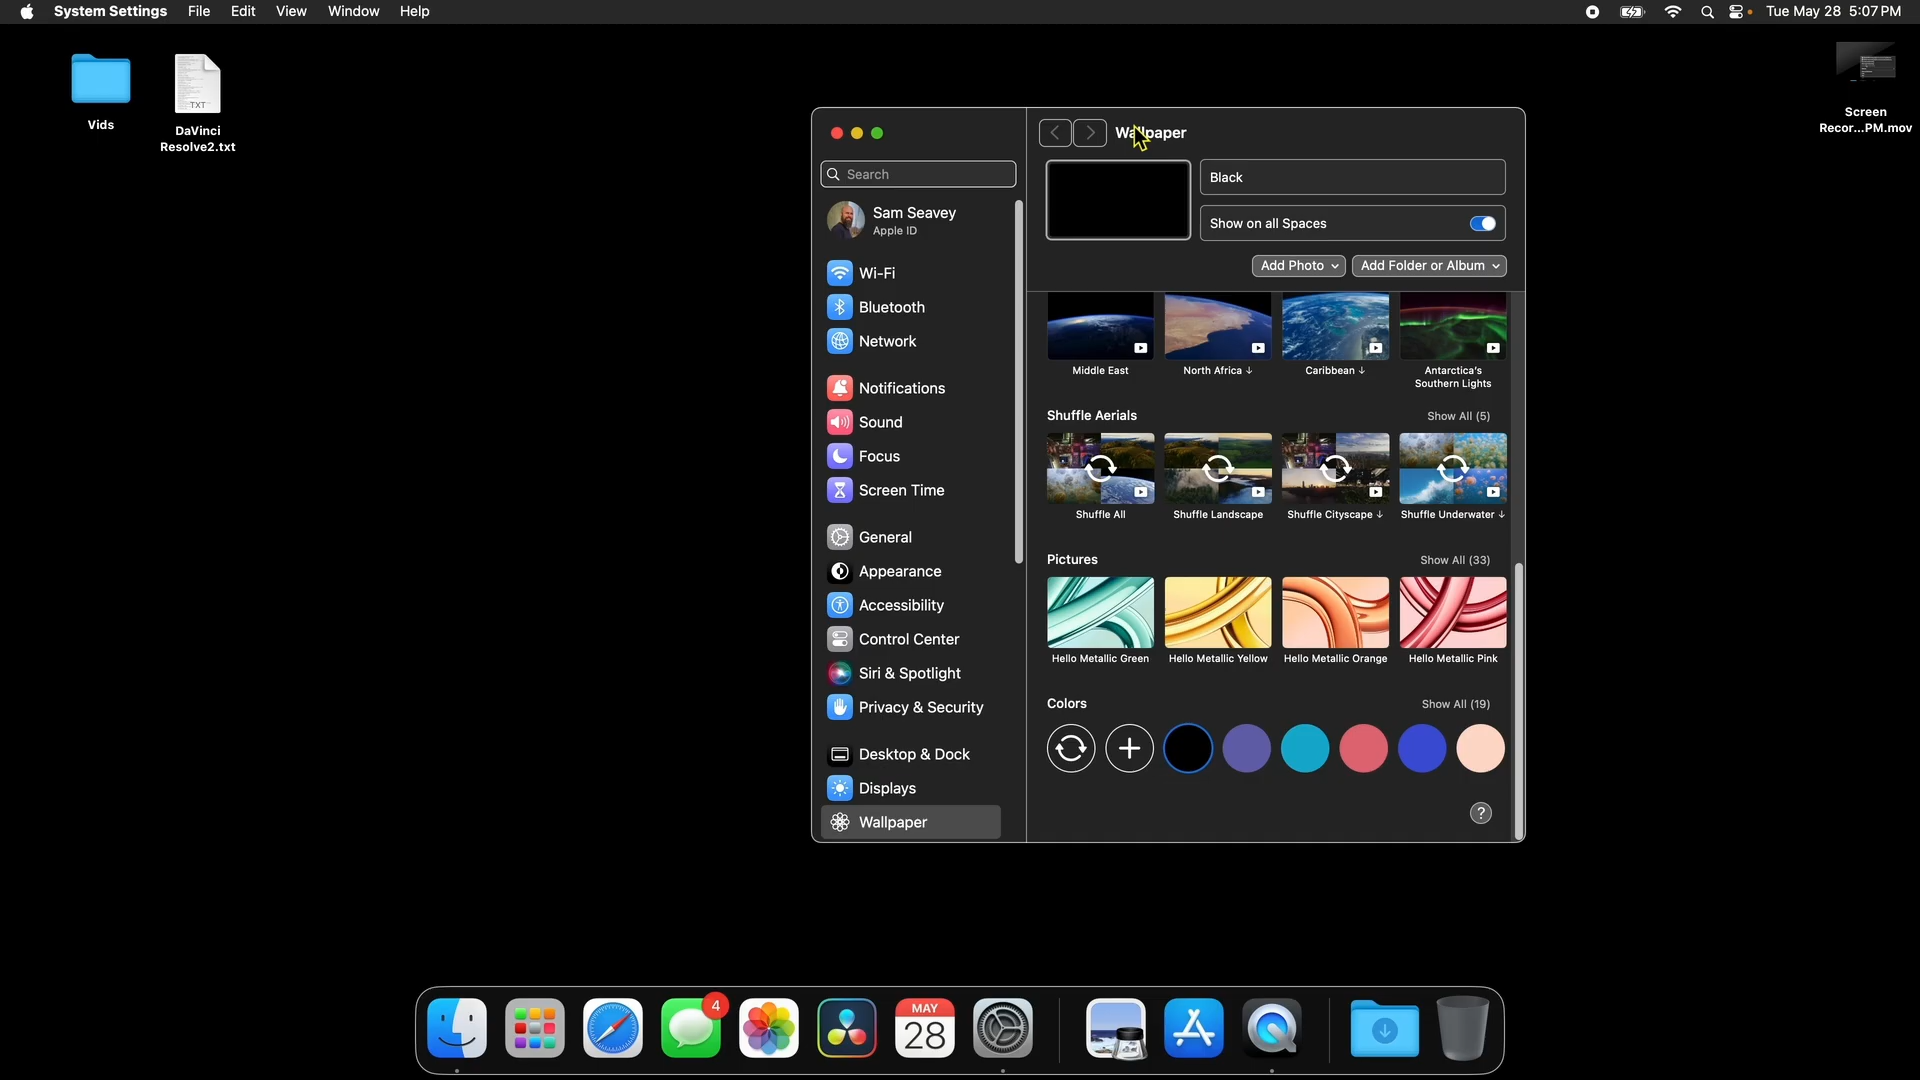 System Settings File Edit View Window Help Tue May 28 5:07 PM
Vids
TXT
DaVinci
Resolve2.txt
Screen
Recor...PM.mov
Wallpaper
Search
Black
Sam Seavey
Apple ID
Show on all Spaces
Add Photo Add Folder or Album
Wi-Fi
Bluetooth
Network
Notifications
Sound
Focus
Screen Time
General
Appearance
Accessibility
Control Center
Siri & Spotlight
Privacy & Security
Desktop & Dock
Displays
Wallpaper
Middle East North Africa ↓ Caribbean ↓ Antarctica's
Southern Lights
Shuffle Aerials Show All (5)
Shuffle All Shuffle Landscape Shuffle Cityscape ↓ Shuffle Underwater ↓
Pictures Show All (33)
Hello Metallic Green Hello Metallic Yellow Hello Metallic Orange Hello Metallic Pink
Colors Show All (19)
?
4
MAY
28